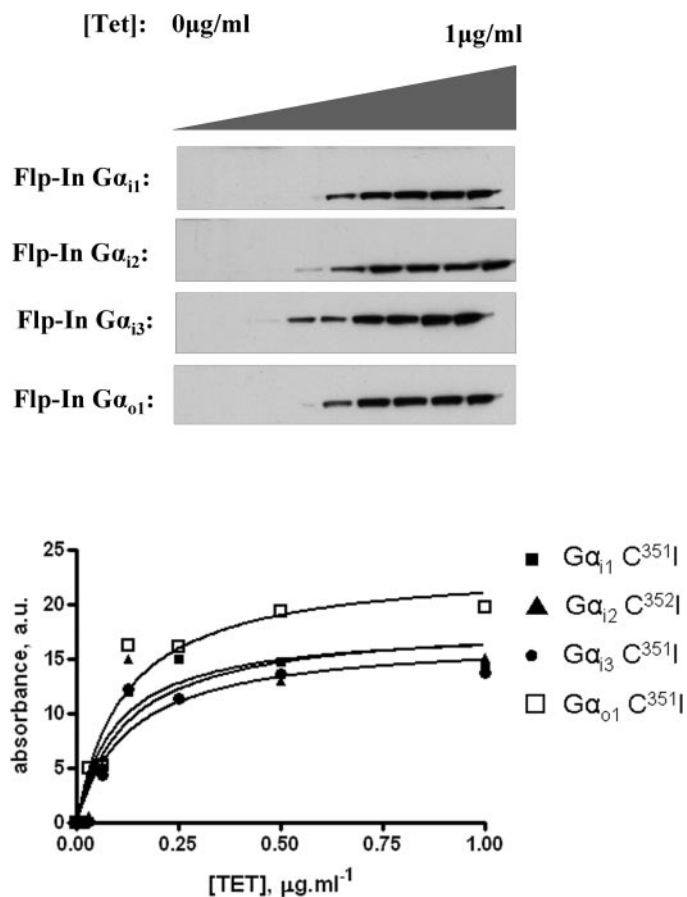 [Tet]: 0µg/ml 1µg/ml
Flp-In Gαi1:
Flp-In Gαi2:
Flp-In Gαi3:
Flp-In Gαo1:
25
20
15
10
5
0
absorbance, a.u.
0.00 0.25 0.50 0.75 1.00
[TET], µg.ml⁻¹
Gαi1 C³⁵¹I
Gαi2 C³⁵²I
Gαi3 C³⁵¹I
Gαo1 C³⁵¹I